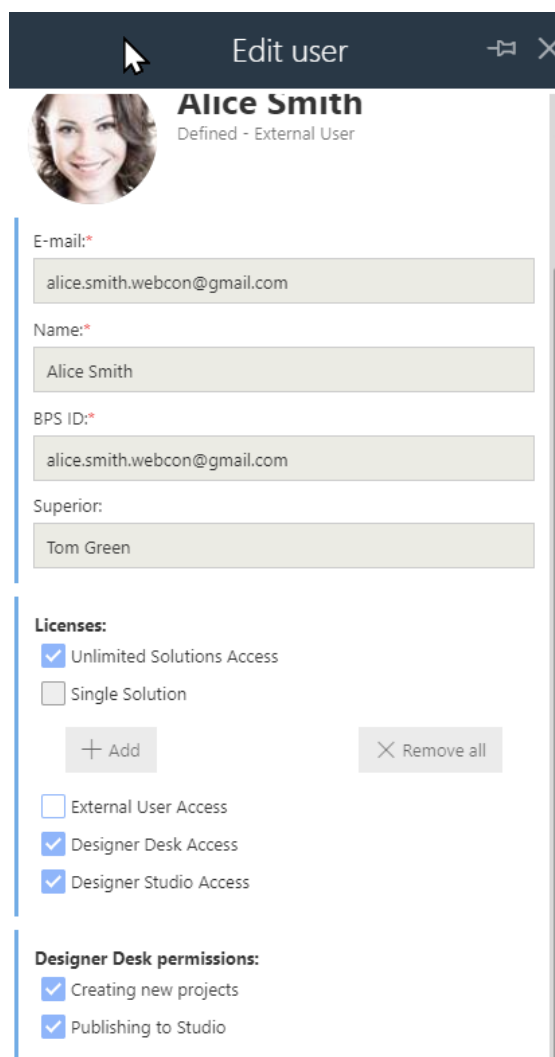 Edit user
Alice Smith
Defined - External User
E-mail:*
alice.smith.webcon@gmail.com
Name:*
Alice Smith
BPS ID:*
alice.smith.webcon@gmail.com
Superior:
Tom Green
Licenses:
Unlimited Solutions Access
Single Solution
Add Remove all
External User Access
Designer Desk Access
Designer Studio Access
Designer Desk permissions:
Creating new projects
Publishing to Studio